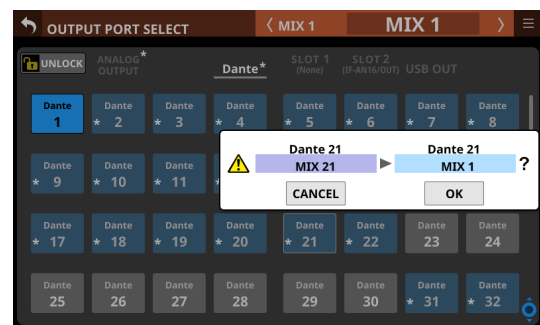 OUTPUT PORT SELECT
MIX 1
MIX 1
UNLOCK
ANALOG OUTPUT*
Dante*
SLOT 1 (None)
SLOT 2 (IF-AN16/OUT)
USB OUT
Dante 1
Dante * 2
Dante * 3
Dante * 4
Dante * 5
Dante * 6
Dante * 7
Dante * 8
Dante * 9
Dante * 10
Dante * 11
Dante 21
MIX 21
Dante 21
MIX 1
?
CANCEL
OK
Dante * 17
Dante * 18
Dante * 19
Dante * 20
Dante * 21
Dante * 22
Dante 23
Dante 24
Dante 25
Dante 26
Dante 27
Dante 28
Dante 29
Dante 30
Dante * 31
Dante * 32